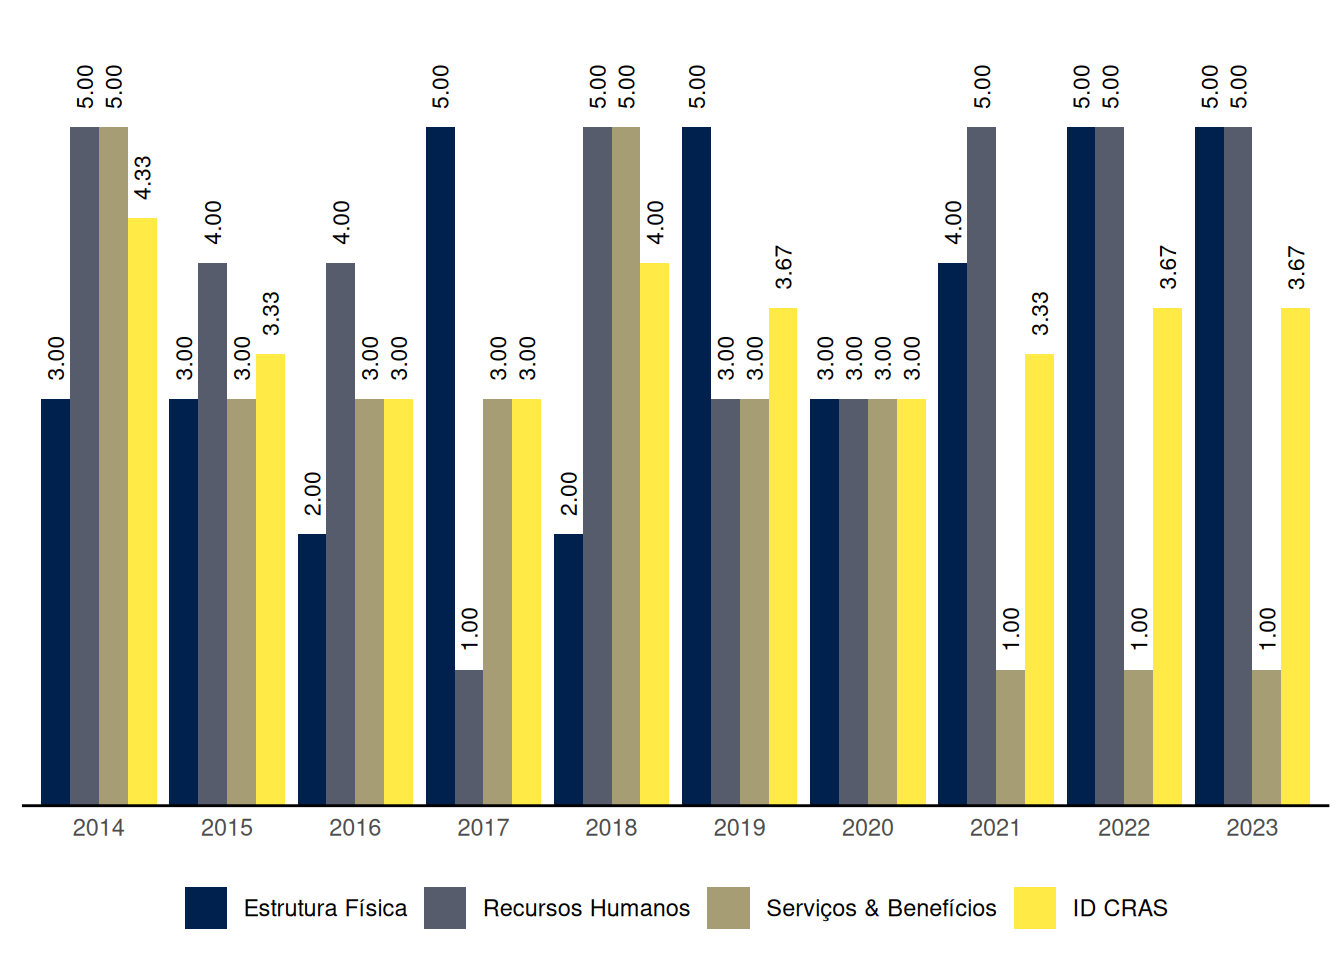 5.00 5.00 5.00 5.00 5.00 5.00 5.00 5.00 5.00 5.00 5.00
4.33
4.00 4.00 4.00 4.00
3.67 3.67 3.67
3.33 3.33
3.00 3.00 3.00 3.00 3.00 3.00 3.00 3.00 3.00 3.00 3.00 3.00 3.00
2.00 2.00
1.00 1.00 1.00 1.00
2014 2015 2016 2017 2018 2019 2020 2021 2022 2023
Estrutura Física Recursos Humanos Serviços & Benefícios ID CRAS